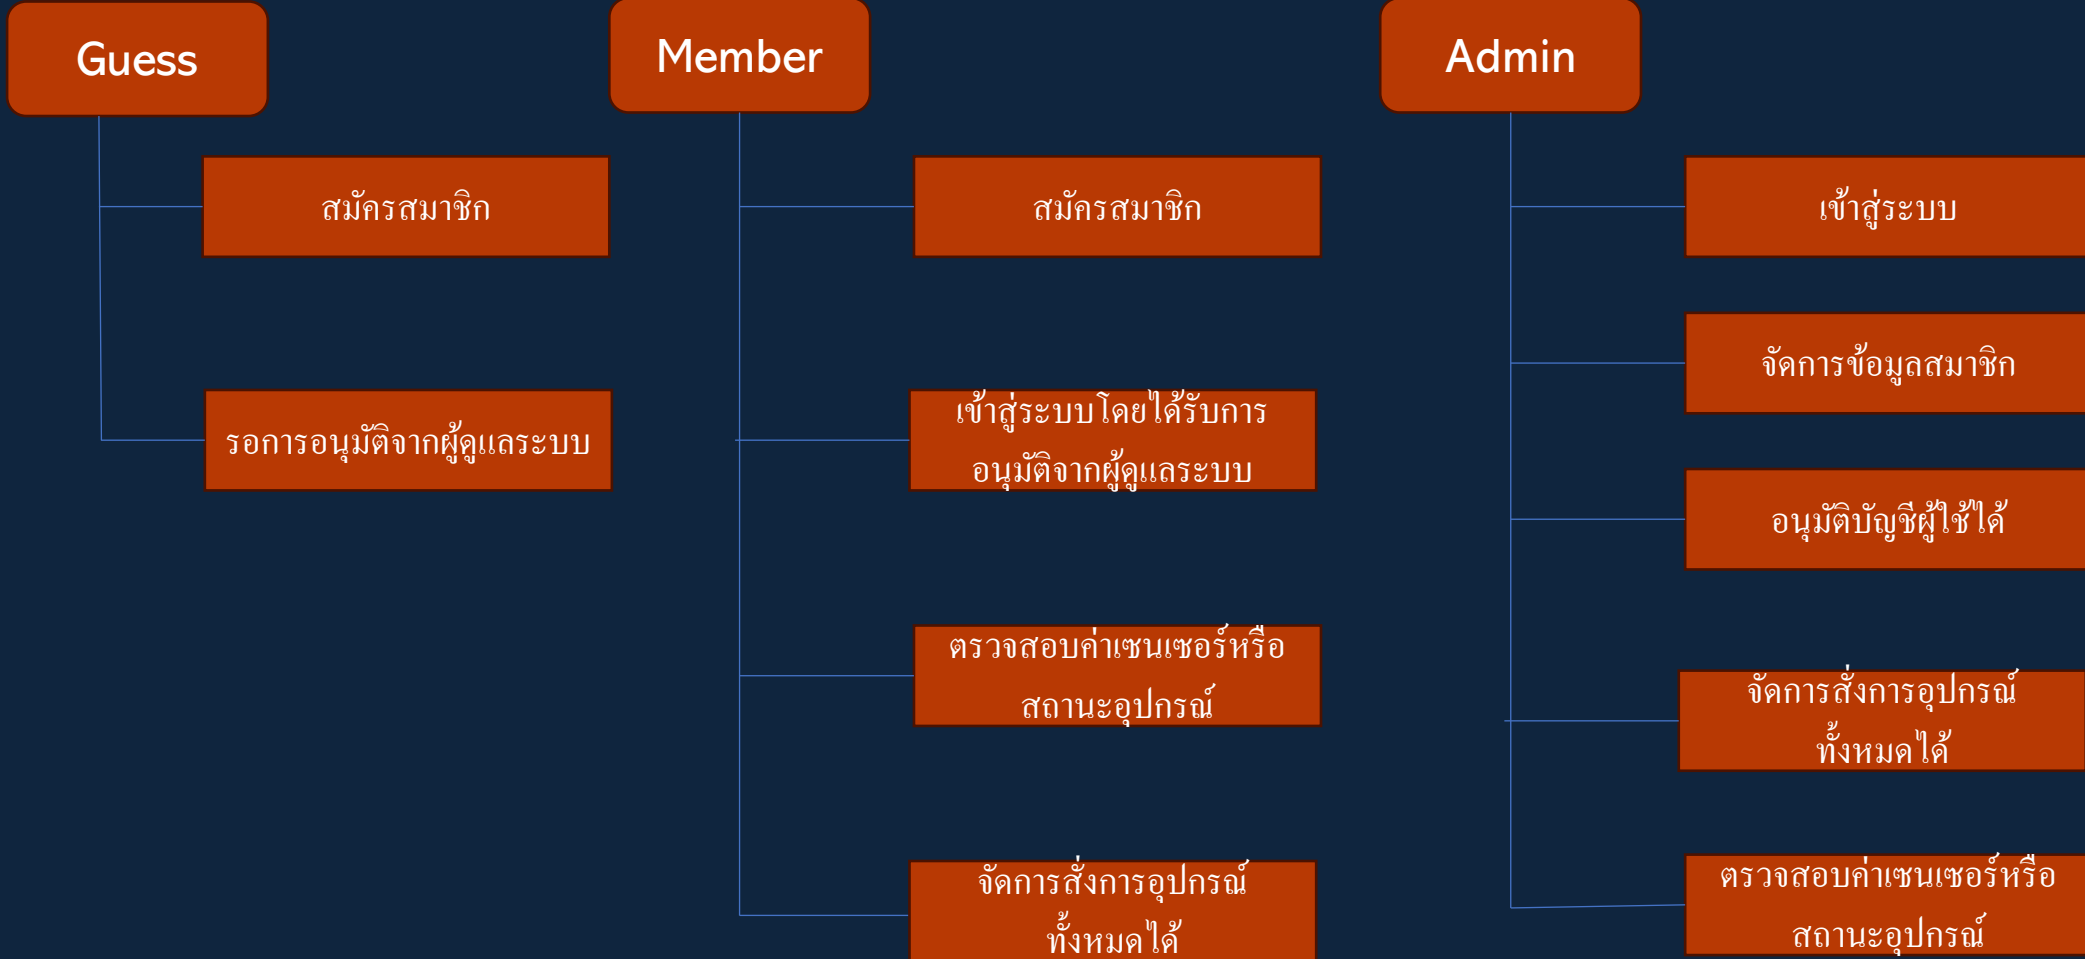 Guess
สมัครสมาชิก
รอการอนุมัติจากผู้ดูแลระบบ
Member
สมัครสมาชิก
เข้าสู่ระบบโดยได้รับการ
อนุมัติจากผู้ดูแลระบบ
ตรวจสอบค่าเซนเซอร์หรือ
สถานะอุปกรณ์
จัดการสั่งการอุปกรณ์
ทั้งหมดได้
Admin
เข้าสู่ระบบ
จัดการข้อมูลสมาชิก
อนุมัติบัญชีผู้ใช้ได้
จัดการสั่งการอุปกรณ์
ทั้งหมดได้
ตรวจสอบค่าเซนเซอร์หรือ
สถานะอุปกรณ์